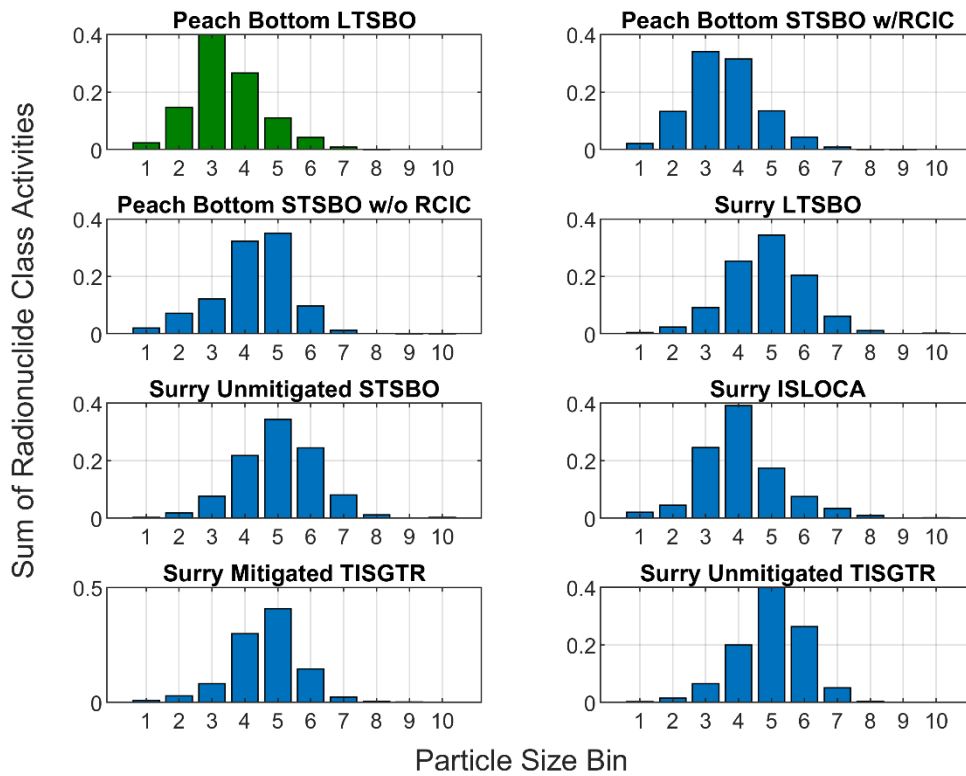 Peach Bottom LTSBO
0.4
0.2
0
1 2 3 4 5 6 7 8 9 10
Peach Bottom STSBO w/RCIC
0.4
0.2
0
1 2 3 4 5 6 7 8 9 10
Peach Bottom STSBO w/o RCIC
0.4
0.2
0
1 2 3 4 5 6 7 8 9 10
Surry LTSBO
0.4
0.2
0
1 2 3 4 5 6 7 8 9 10
Surry Unmitigated STSBO
0.4
0.2
0
1 2 3 4 5 6 7 8 9 10
Surry ISLOCA
0.4
0.2
0
1 2 3 4 5 6 7 8 9 10
Surry Mitigated TISGTR
0.5
0
1 2 3 4 5 6 7 8 9 10
Surry Unmitigated TISGTR
0.4
0.2
0
1 2 3 4 5 6 7 8 9 10
Sum of Radionuclide Class Activities
Particle Size Bin